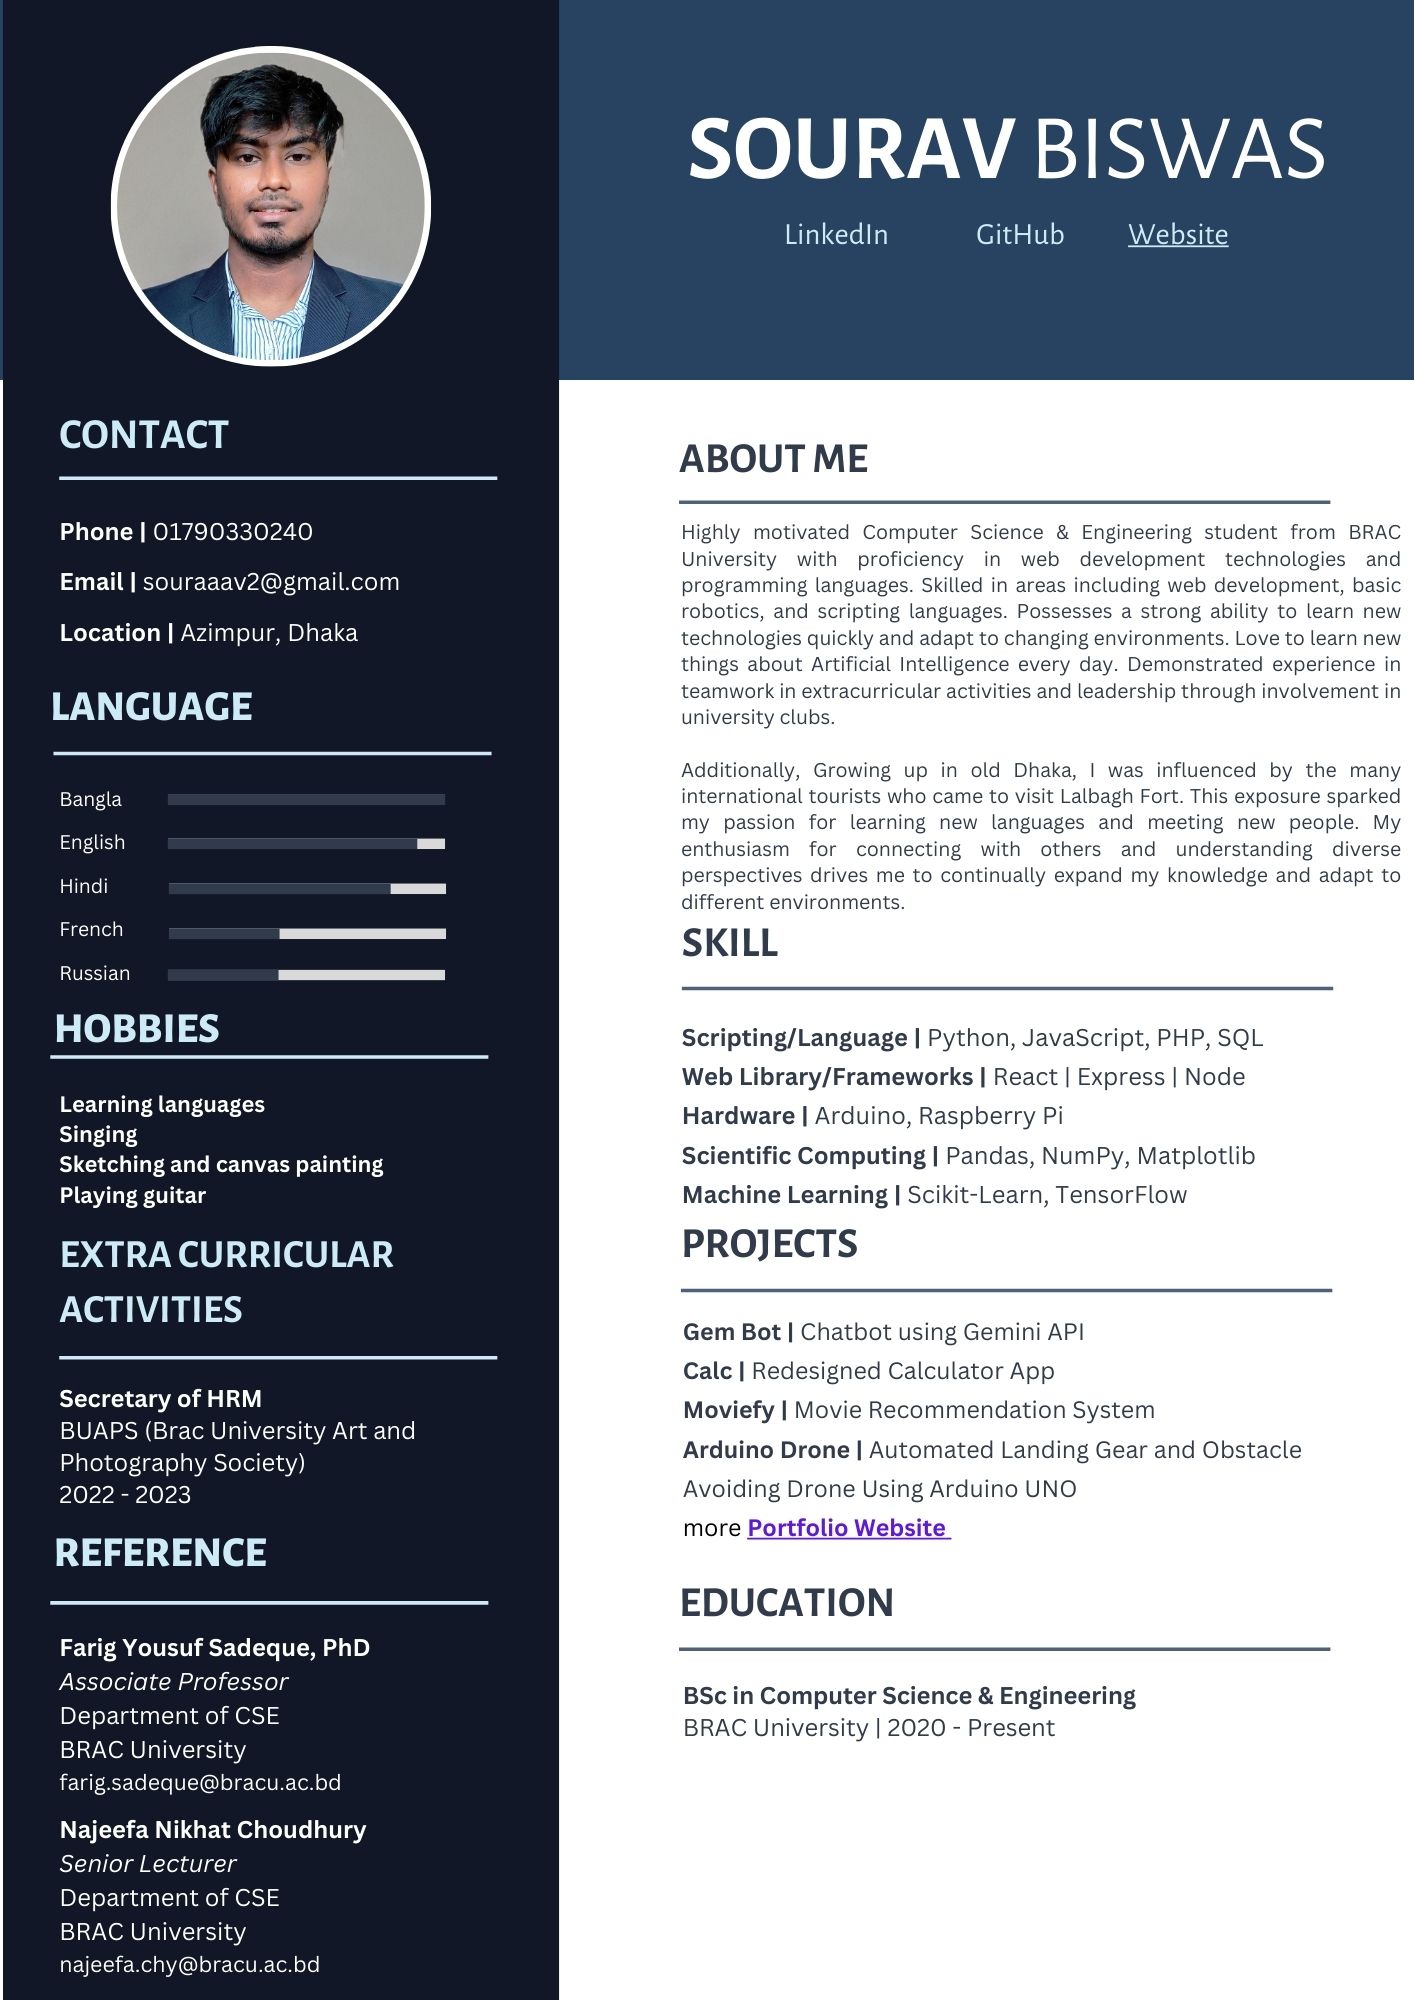 SOURAV BISWAS
LinkedIn GitHub Website
CONTACT
Phone | 01790330240
Email | souraaav2@gmail.com
Location | Azimpur, Dhaka
LANGUAGE
Bangla
English
Hindi
French
Russian
HOBBIES
Learning languages
Singing
Sketching and canvas painting
Playing guitar
EXTRA CURRICULAR
ACTIVITIES
Secretary of HRM
BUAPS (Brac University Art and
Photography Society)
2022 - 2023
REFERENCE
Farig Yousuf Sadeque, PhD
Associate Professor
Department of CSE
BRAC University
farig.sadeque@bracu.ac.bd
Najeefa Nikhat Choudhury
Senior Lecturer
Department of CSE
BRAC University
najeefa.chy@bracu.ac.bd
ABOUT ME
Highly motivated Computer Science & Engineering student from BRAC
University with proficiency in web development technologies and
programming languages. Skilled in areas including web development, basic
robotics, and scripting languages. Possesses a strong ability to learn new
technologies quickly and adapt to changing environments. Love to learn new
things about Artificial Intelligence every day. Demonstrated experience in
teamwork in extracurricular activities and leadership through involvement in
university clubs.
Additionally, Growing up in old Dhaka, I was influenced by the many
international tourists who came to visit Lalbagh Fort. This exposure sparked
my passion for learning new languages and meeting new people. My
enthusiasm for connecting with others and understanding diverse
perspectives drives me to continually expand my knowledge and adapt to
different environments.
SKILL
Scripting/Language | Python, JavaScript, PHP, SQL
Web Library/Frameworks | React | Express | Node
Hardware | Arduino, Raspberry Pi
Scientific Computing | Pandas, NumPy, Matplotlib
Machine Learning | Scikit-Learn, TensorFlow
PROJECTS
Gem Bot | Chatbot using Gemini API
Calc | Redesigned Calculator App
Moviefy | Movie Recommendation System
Arduino Drone | Automated Landing Gear and Obstacle
Avoiding Drone Using Arduino UNO
more Portfolio Website
EDUCATION
BSc in Computer Science & Engineering
BRAC University | 2020 - Present